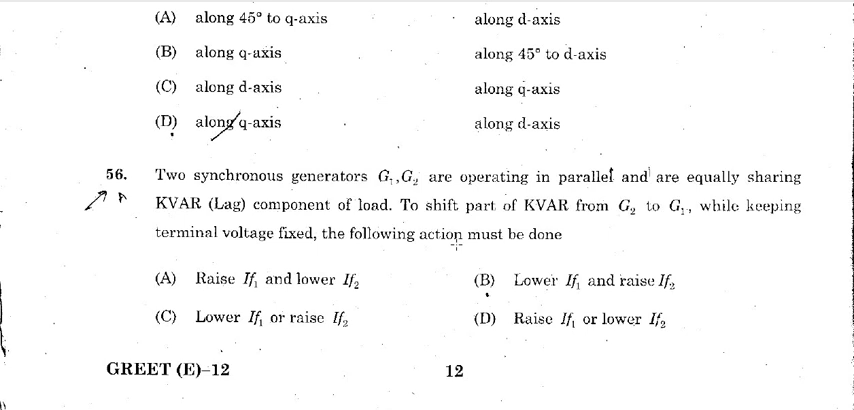 (A) along 45° to q-axis along d-axis
(B) along q-axis along 45° to d-axis
(C) along d-axis along q-axis
(D) along q-axis along d-axis
56. Two synchronous generators G₁, G₂ are operating in parallel and are equally sharing
KVAR (Lag) component of load. To shift part of KVAR from G₂ to G₁, while keeping
terminal voltage fixed, the following action must be done
(A) Raise If₁ and lower If₂ (B) Lower If₁ and raise If₂
(C) Lower If₁ or raise If₂ (D) Raise If₁ or lower If₂
GREET (E)–12 12